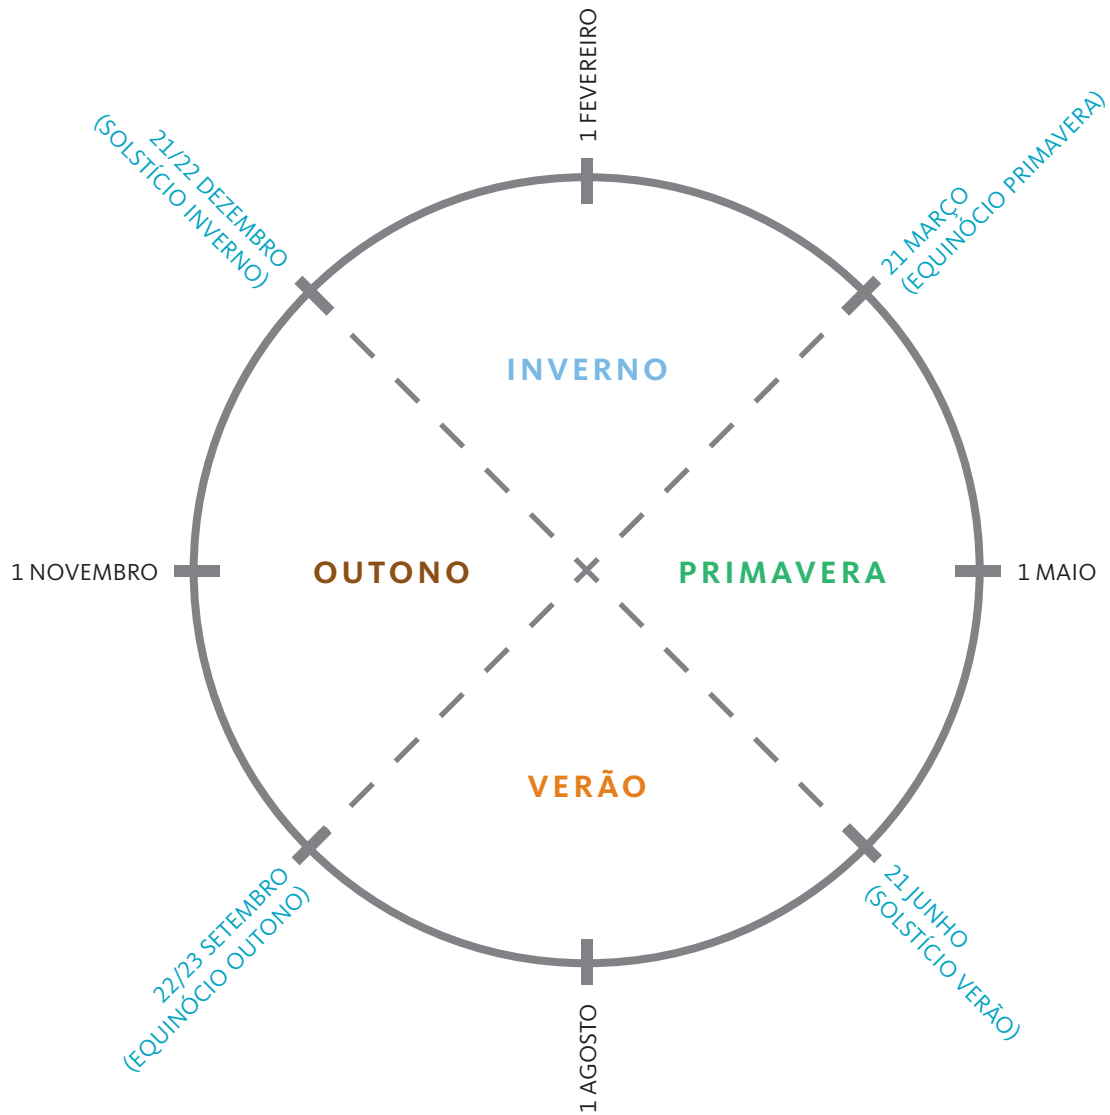 1 FEVEREIRO
21/22 DEZEMBRO
(SOLSTÍCIO INVERNO)
21 MARÇO
(EQUINÓCIO PRIMAVERA)
INVERNO
1 NOVEMBRO
OUTONO
PRIMAVERA
1 MAIO
VERÃO
22/23 SETEMBRO
(EQUINÓCIO OUTONO)
21 JUNHO
(SOLSTÍCIO VERÃO)
1 AGOSTO